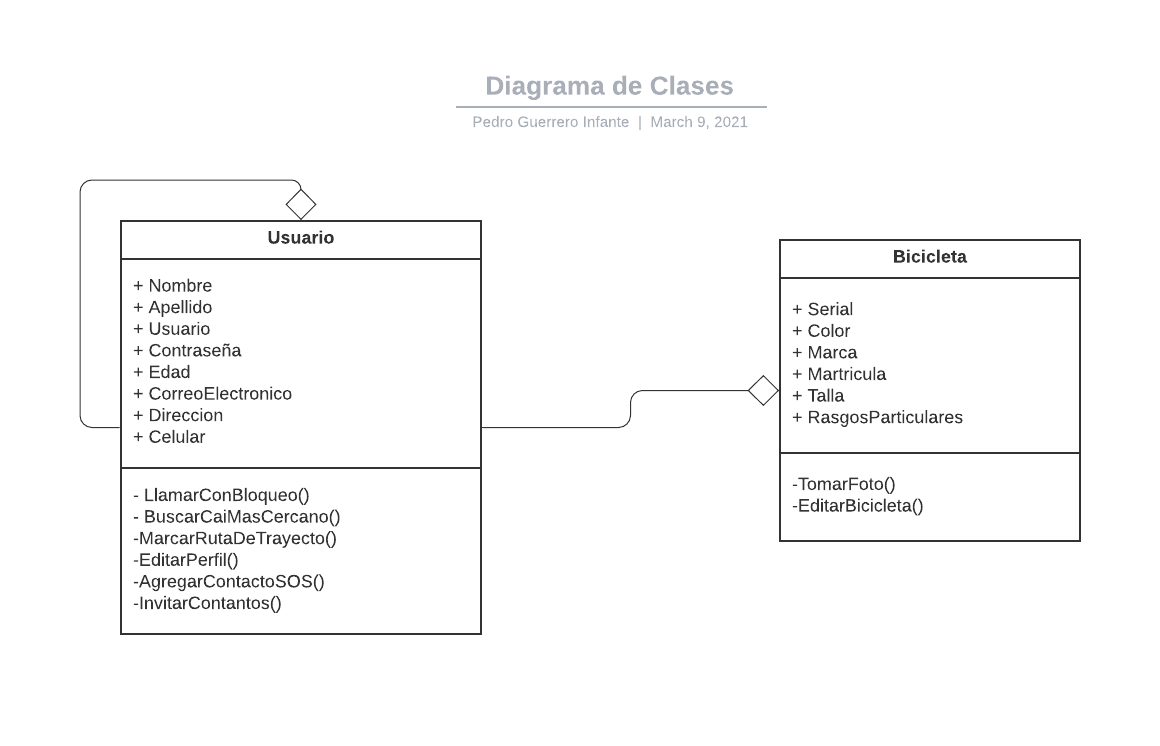 Diagrama de Clases
Pedro Guerrero Infante | March 9, 2021
Usuario
+ Nombre
+ Apellido
+ Usuario
+ Contraseña
+ Edad
+ CorreoElectronico
+ Direccion
+ Celular
- LlamarConBloqueo()
- BuscarCaiMasCercano()
-MarcarRutaDeTrayecto()
-EditarPerfil()
-AgregarContactoSOS()
-InvitarContantos()
Bicicleta
+ Serial
+ Color
+ Marca
+ Martricula
+ Talla
+ RasgosParticulares
-TomarFoto()
-EditarBicicleta()